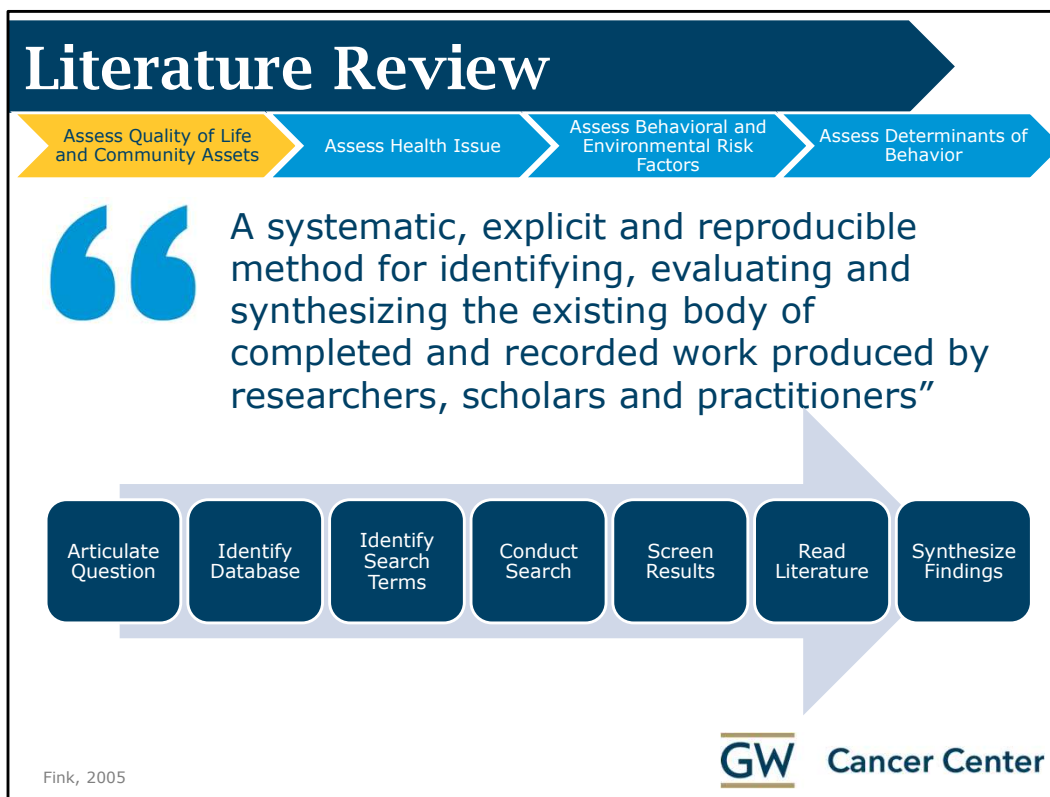 Literature Review
Assess Quality of Life
and Community Assets
Assess Health Issue
Assess Behavioral and
Environmental Risk
Factors
Assess Determinants of
Behavior
“
A systematic, explicit and reproducible
method for identifying, evaluating and
synthesizing the existing body of
completed and recorded work produced by
researchers, scholars and practitioners”
Articulate
Question
Identify
Database
Identify
Search
Terms
Conduct
Search
Screen
Results
Read
Literature
Synthesize
Findings
Fink, 2005
GW Cancer Center